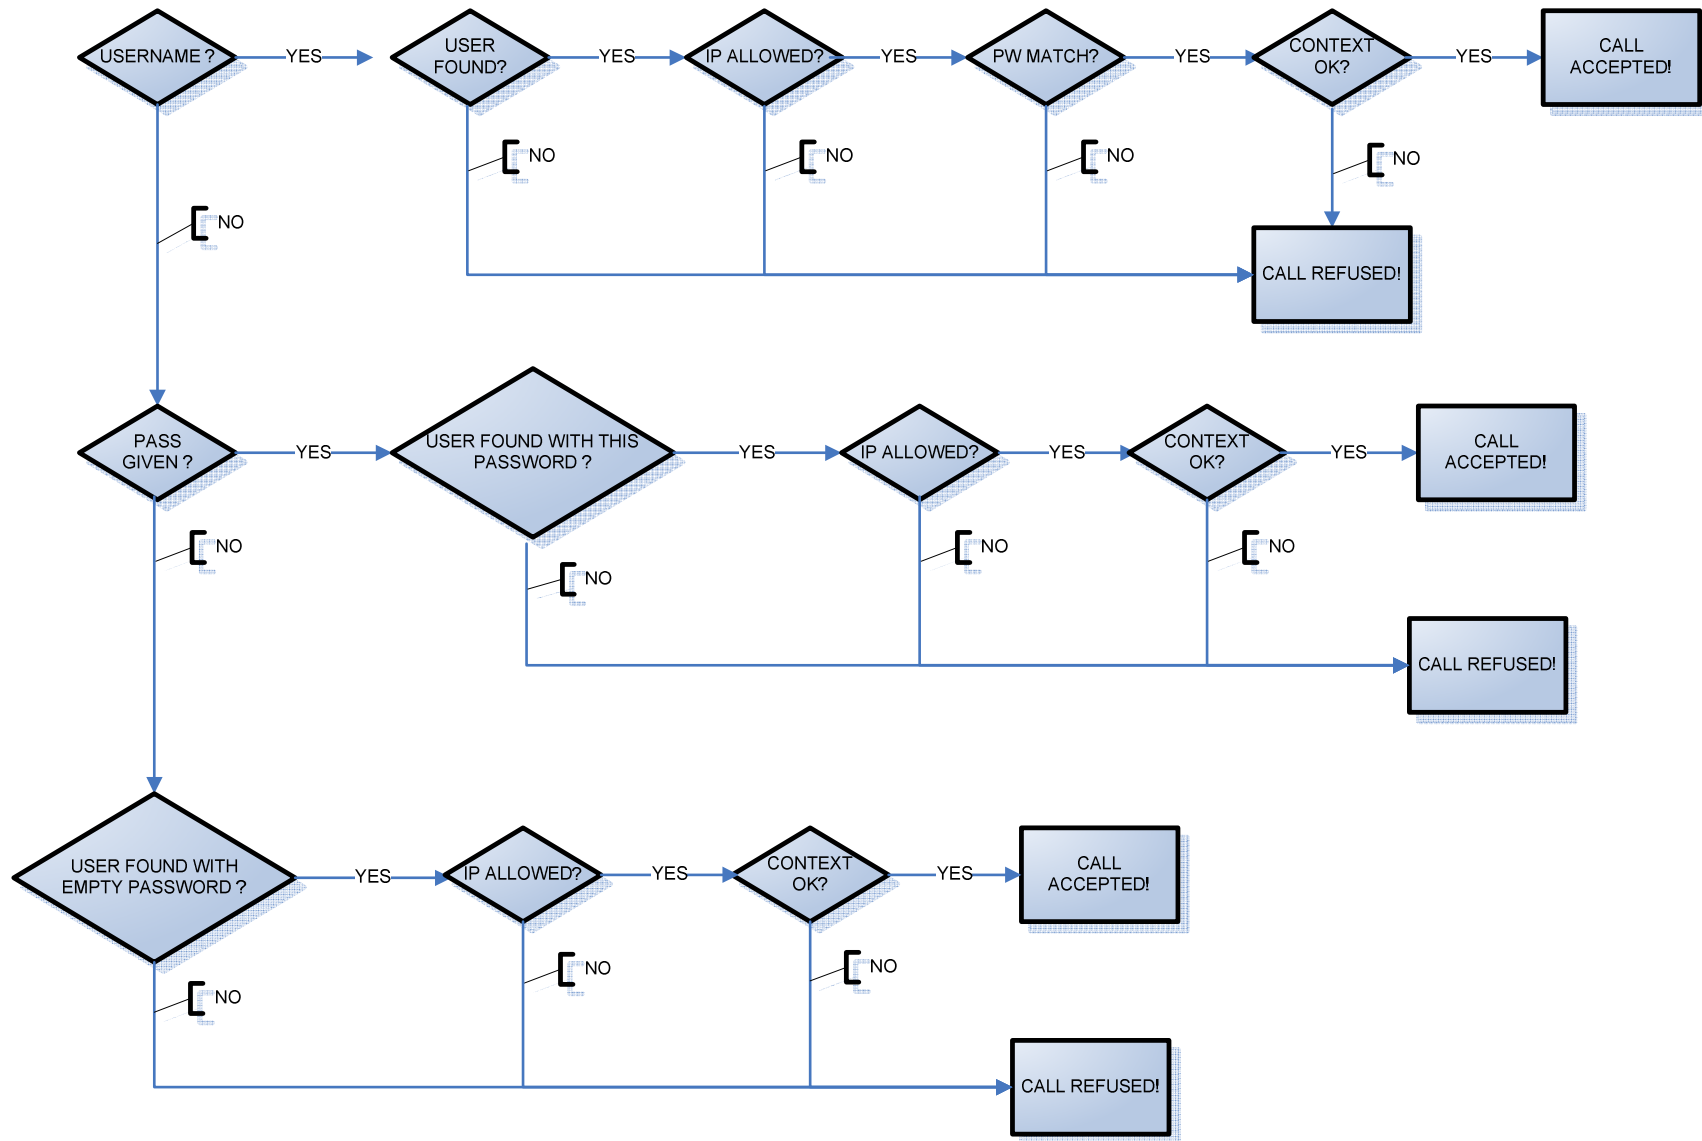 USERNAME ?
YES
USER
FOUND?
YES
IP ALLOWED?
YES
PW MATCH?
YES
CONTEXT
OK?
YES
CALL
ACCEPTED!
NO
NO
NO
NO
NO
CALL REFUSED!
PASS
GIVEN ?
YES
USER FOUND WITH THIS
PASSWORD ?
YES
IP ALLOWED?
YES
CONTEXT
OK?
YES
CALL
ACCEPTED!
NO
NO
NO
NO
CALL REFUSED!
USER FOUND WITH
EMPTY PASSWORD ?
YES
IP ALLOWED?
YES
CONTEXT
OK?
YES
CALL
ACCEPTED!
NO
NO
NO
CALL REFUSED!